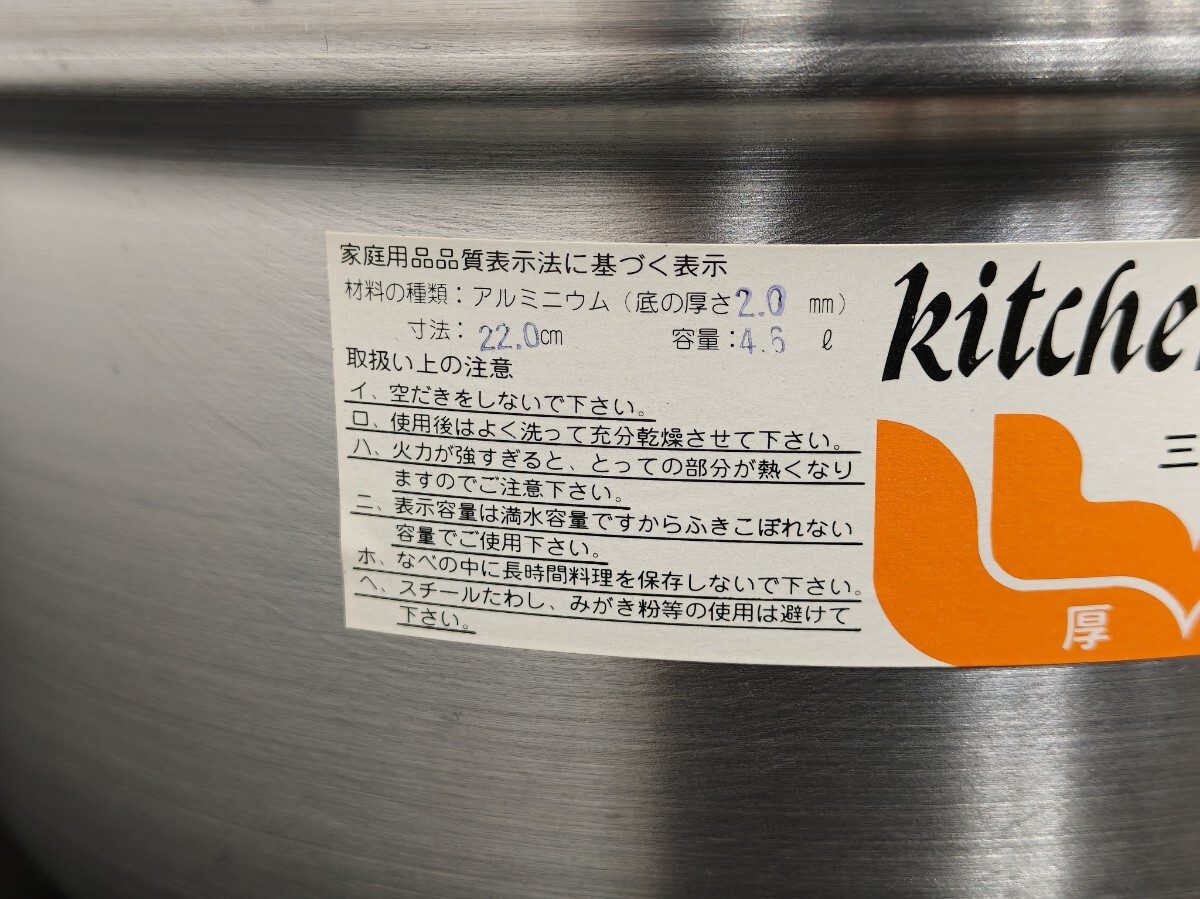 家庭用品品質表示法に基づく表示
材料の種類：アルミニウム（底の厚さ2.0 mm）
寸法：22.0cm 容量：4.6 ℓ
取扱い上の注意
イ、空だきをしないで下さい。
ロ、使用後はよく洗って充分乾燥させて下さい。
ハ、火力が強すぎると、とっての部分が熱くなり
ますのでご注意下さい。
ニ、表示容量は満水容量ですからふきこぼれない
容量でご使用下さい。
ホ、なべの中に長時間料理を保存しないで下さい。
ヘ、スチールたわし、みがき粉等の使用は避けて
下さい。
kitche
三
厚